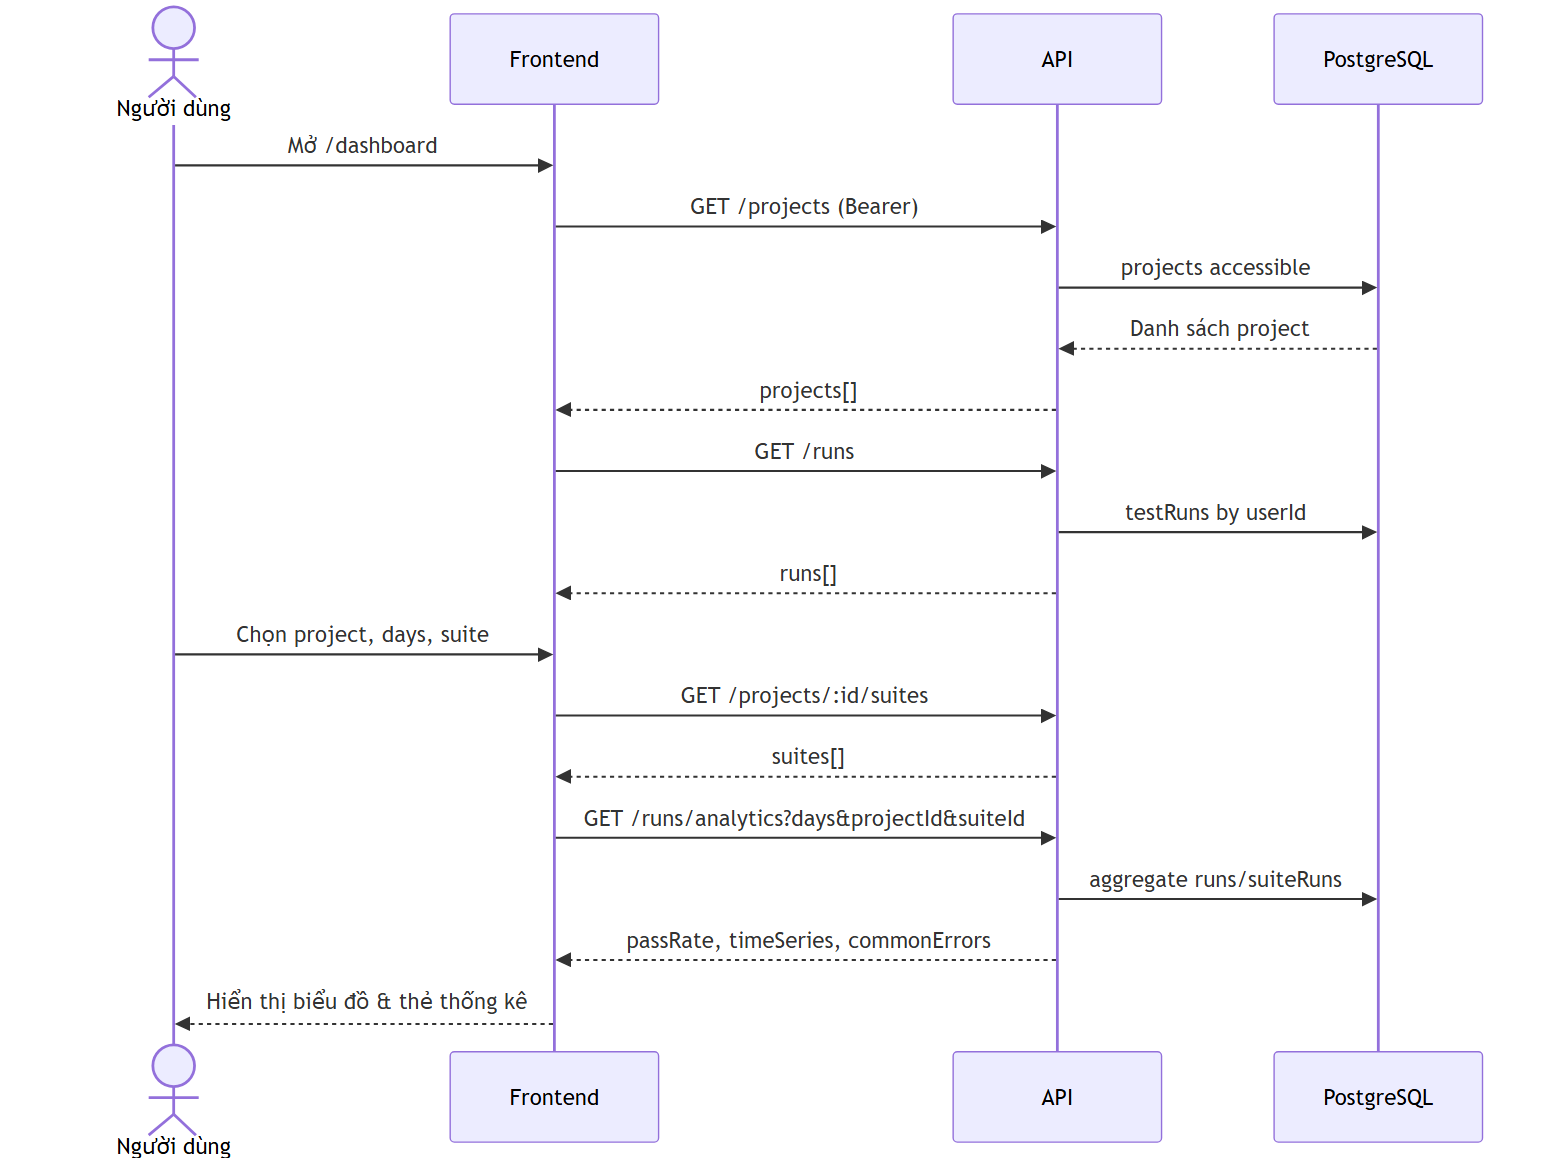 Người dùng
Frontend
API
PostgreSQL
Mở /dashboard
GET /projects (Bearer)
projects accessible
Danh sách project
projects[]
GET /runs
testRuns by userId
runs[]
Chọn project, days, suite
GET /projects/:id/suites
suites[]
GET /runs/analytics?days&projectId&suiteId
aggregate runs/suiteRuns
passRate, timeSeries, commonErrors
Hiển thị biểu đồ & thẻ thống kê
Người dùng
Frontend
API
PostgreSQL